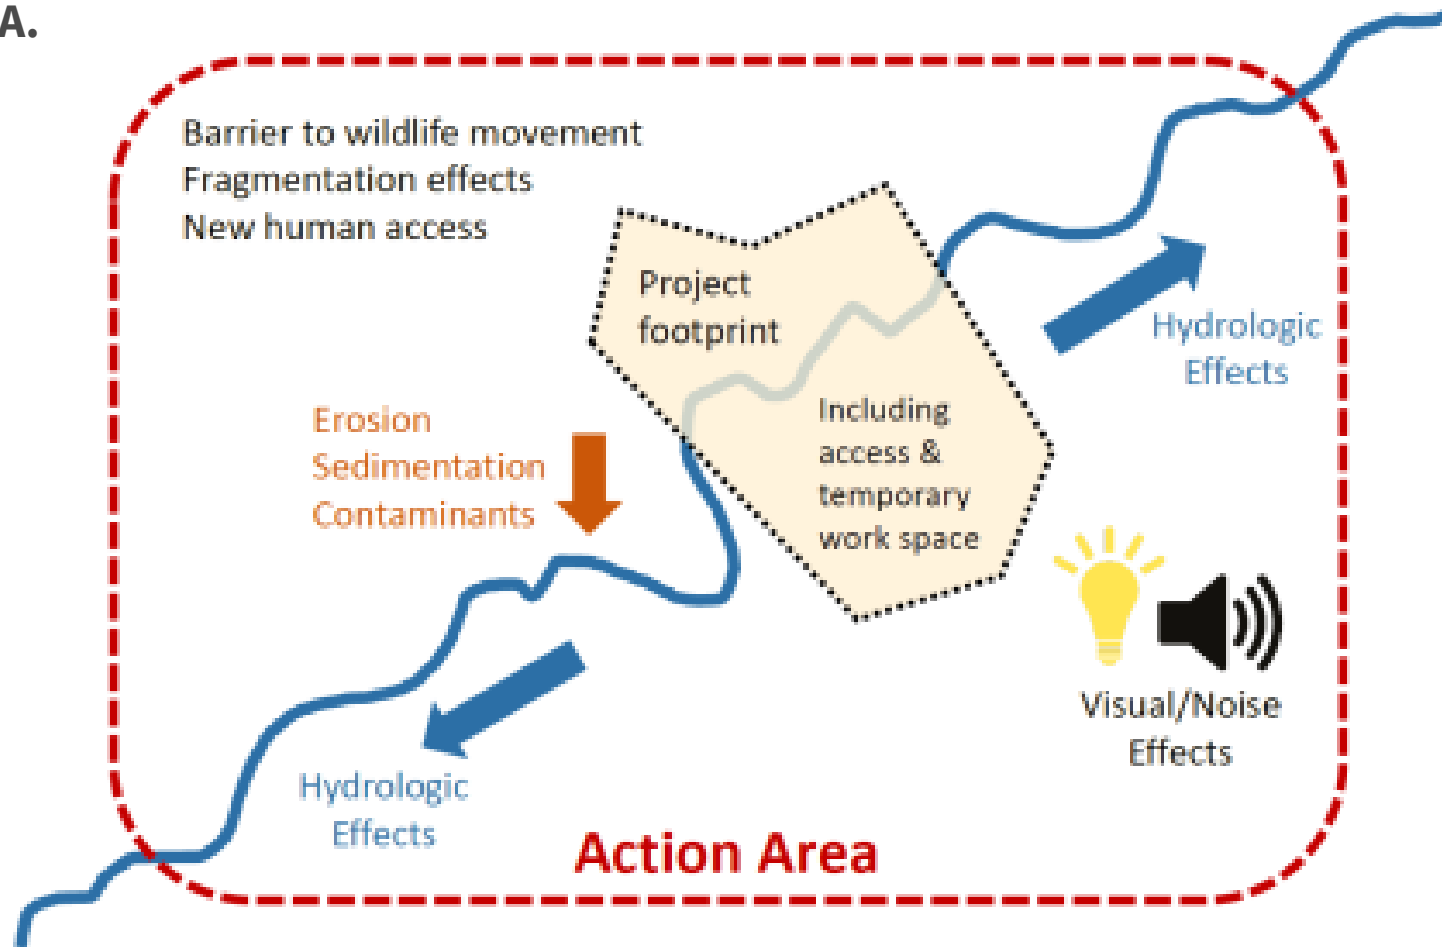 A.
Barrier to wildlife movement
Fragmentation effects
New human access
Project
footprint
Hydrologic
Effects
Including
access &
temporary
work space
Erosion
Sedimentation
Contaminants
Visual/Noise
Effects
Hydrologic
Effects
Action Area